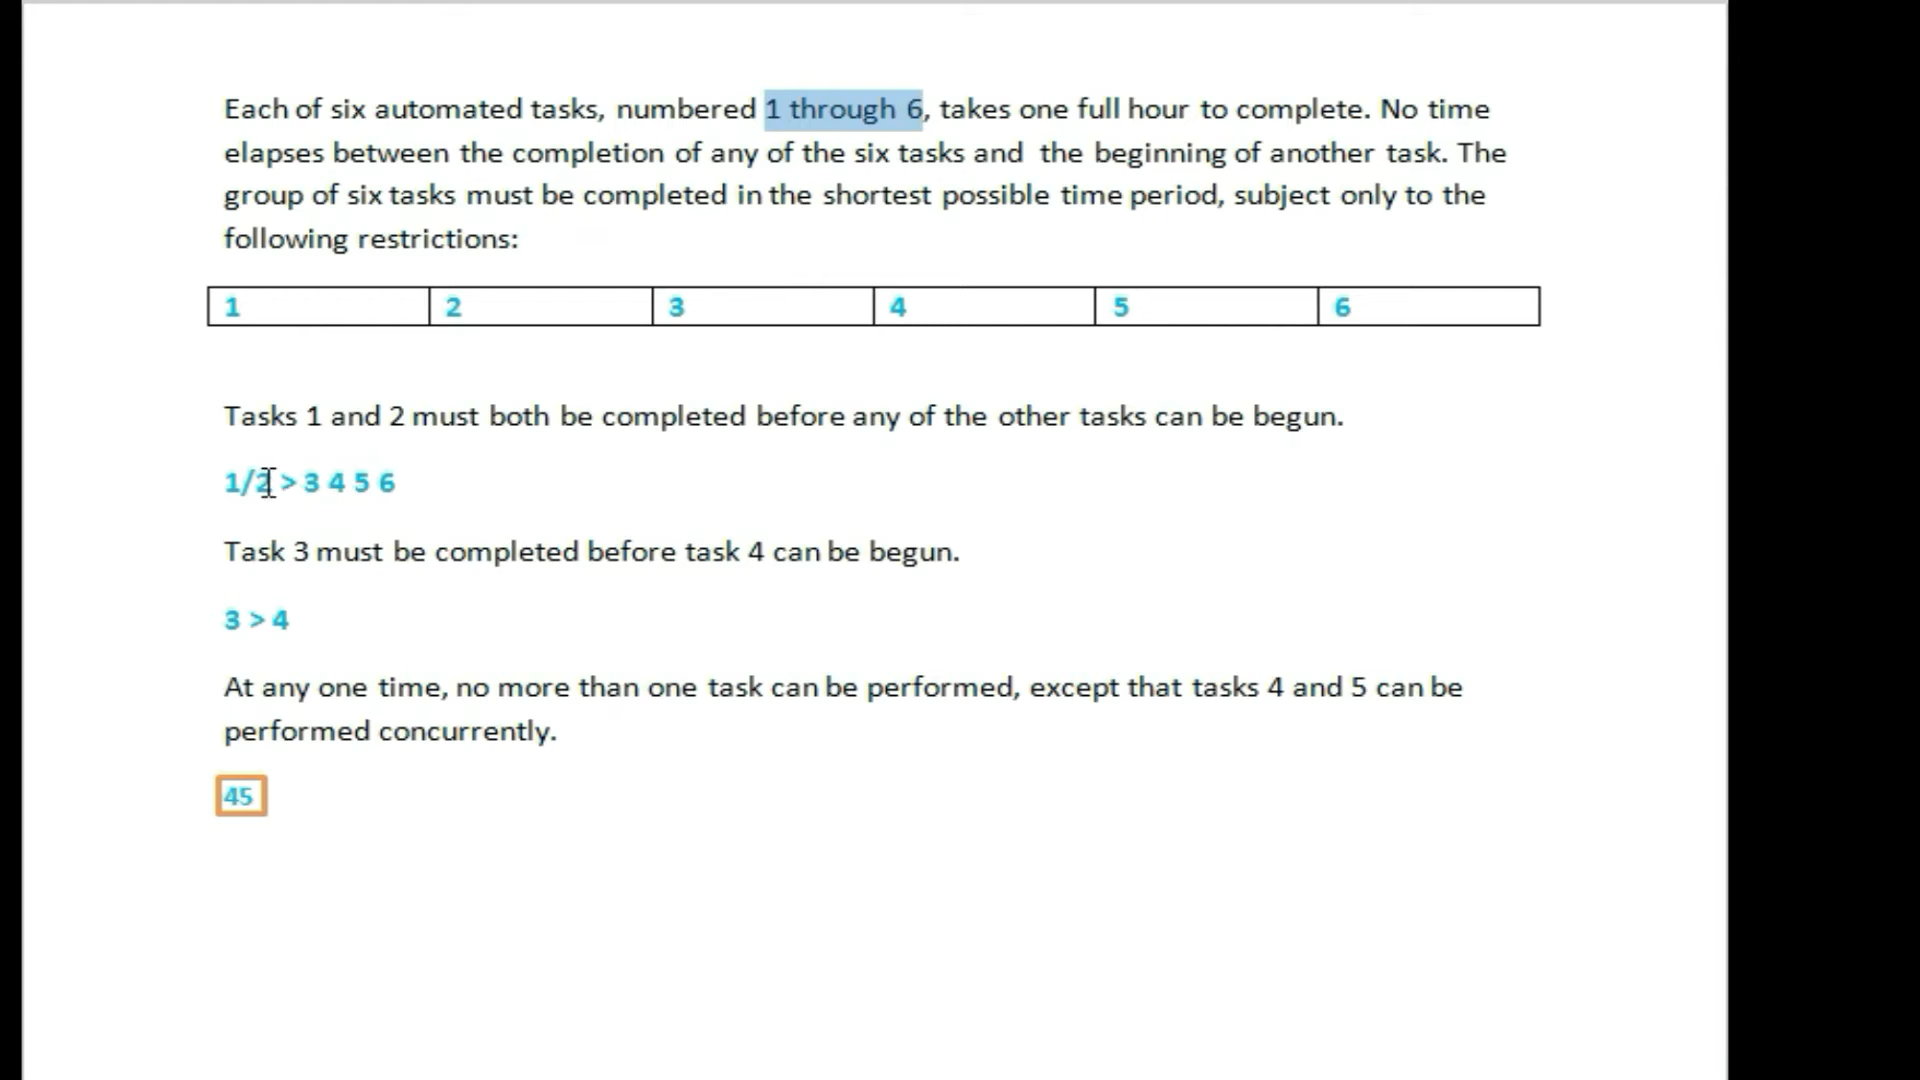 Each of six automated tasks, numbered 1 through 6, takes one full hour to complete. No time
elapses between the completion of any of the six tasks and the beginning of another task. The
group of six tasks must be completed in the shortest possible time period, subject only to the
following restrictions:
1 2 3 4 5 6
Tasks 1 and 2 must both be completed before any of the other tasks can be begun.
1/2 > 3 4 5 6
Task 3 must be completed before task 4 can be begun.
3 > 4
At any one time, no more than one task can be performed, except that tasks 4 and 5 can be
performed concurrently.
45